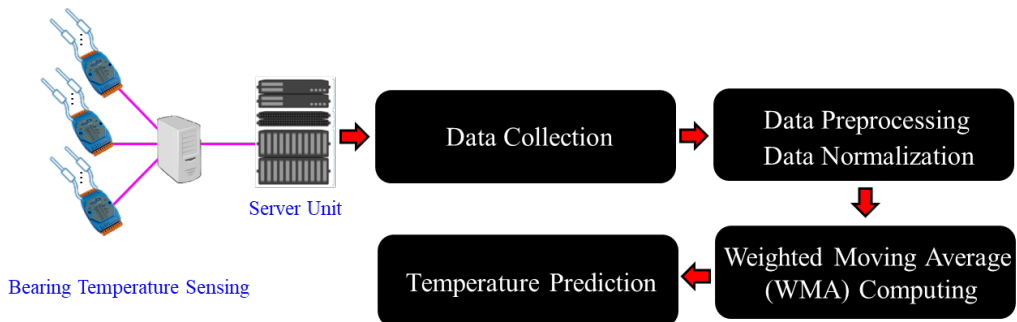 Data Collection
Data Preprocessing
Data Normalization
Server Unit
Bearing Temperature Sensing
Temperature Prediction
Weighted Moving Average
(WMA) Computing